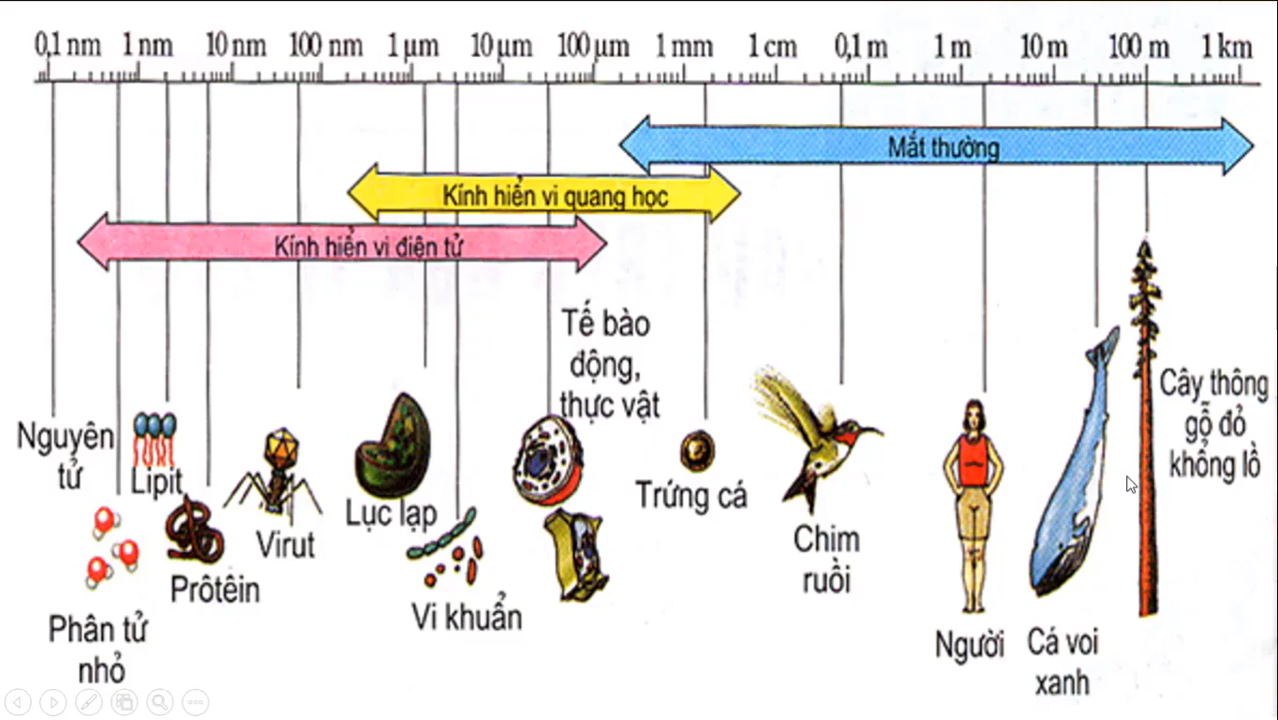 0,1 nm 1 nm 10 nm 100 nm 1 µm 10 µm 100 µm 1 mm 1 cm 0,1 m 1 m 10 m 100 m 1 km
Mắt thường
Kính hiển vi quang học
Kính hiển vi điện tử
Nguyên
tử
Phân tử
nhỏ
Lipit
Prôtêin
Virut
Lục lạp
Vi khuẩn
Tế bào
động,
thực vật
Trứng cá
Chim
ruồi
Người
Cá voi
xanh
Cây thông
gỗ đỏ
khổng lồ